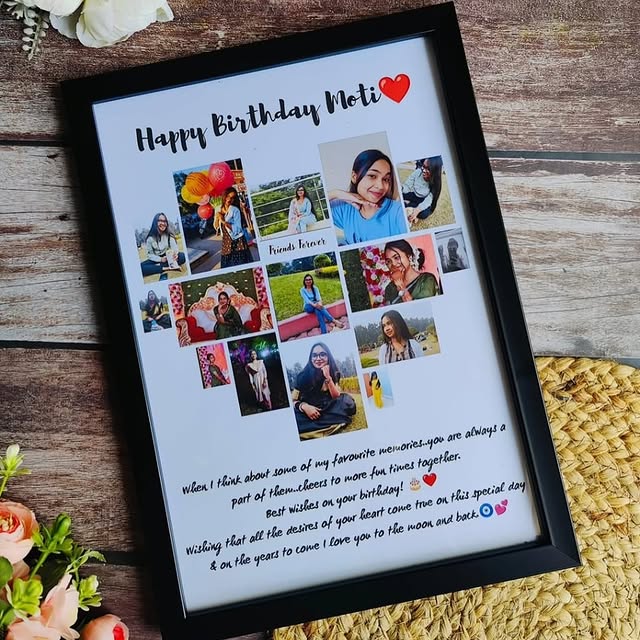 Happy Birthday Moti❤️
Friends Forever
When I think about some of my favourite memories..you are always a
part of them...cheers to more fun times together.
Best wishes on your birthday! 🎂❤️
Wishing that all the desires of your heart come true on this special day
& on the years to come I love you to the moon and back.🧿💕